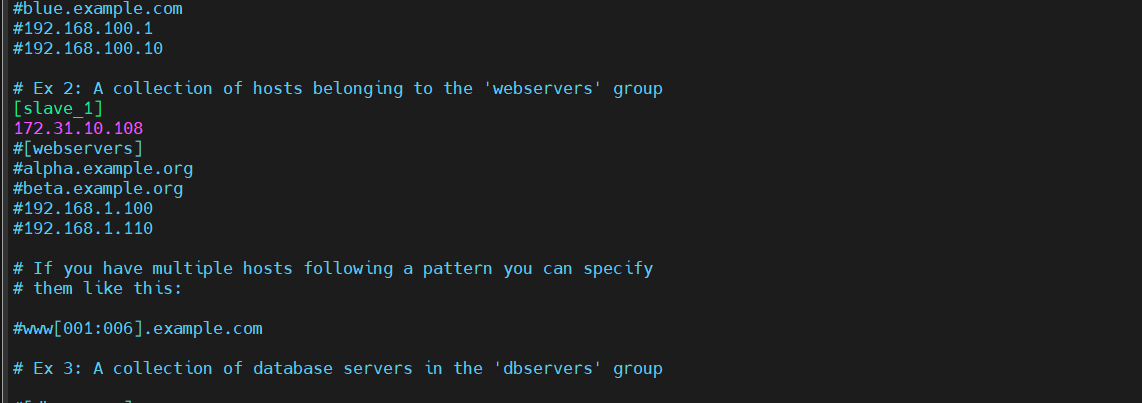 #blue.example.com
#192.168.100.1
#192.168.100.10
# Ex 2: A collection of hosts belonging to the 'webservers' group
[slave_1]
172.31.10.108
#[webservers]
#alpha.example.org
#beta.example.org
#192.168.1.100
#192.168.1.110
# If you have multiple hosts following a pattern you can specify
# them like this:
#www[001:006].example.com
# Ex 3: A collection of database servers in the 'dbservers' group